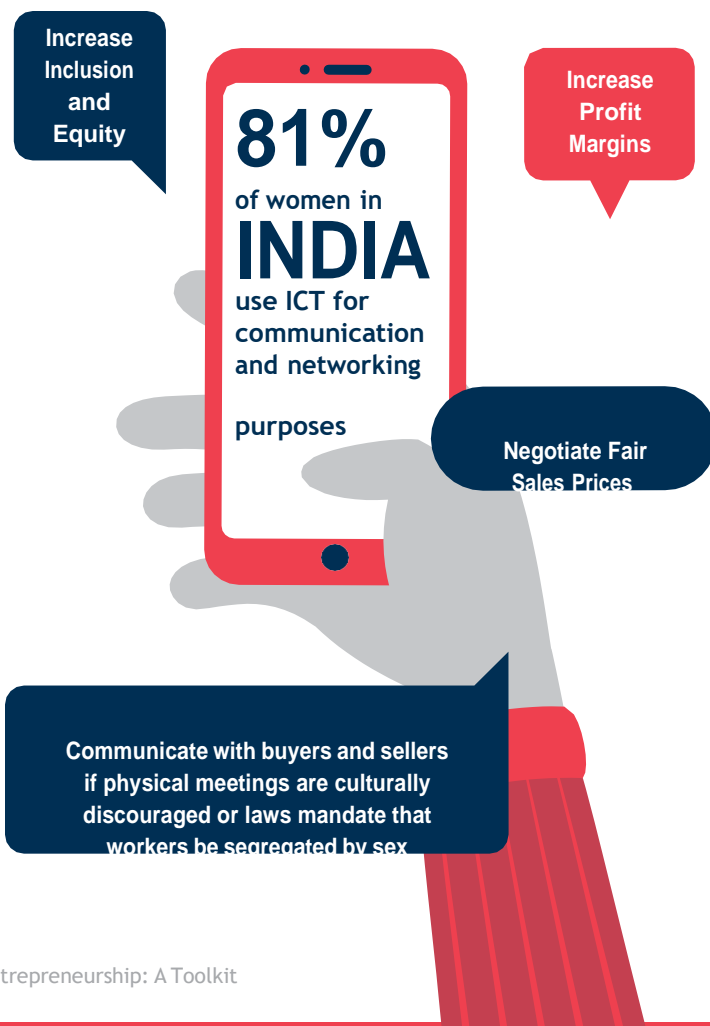 Increase
Inclusion
and
Equity
Increase
Profit
Margins
81%
of women in
INDIA
use ICT for
communication
and networking
purposes
Negotiate Fair
Sales Prices
Communicate with buyers and sellers
if physical meetings are culturally
discouraged or laws mandate that
workers be segregated by sex
trepreneurship: A Toolkit